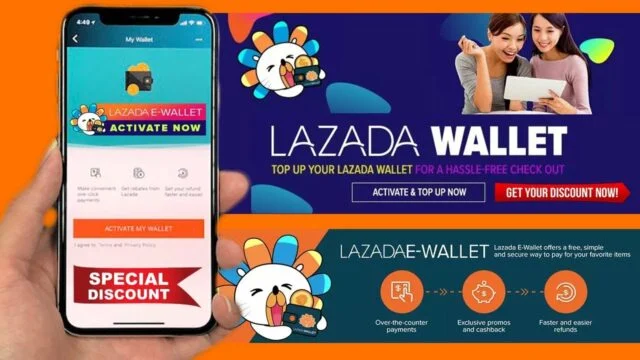 4:49
My Wallet
LAZADA E-WALLET
ACTIVATE NOW
Make convenient
one-click
payments
Get rebates from
Lazada
Get your refund
faster and easier
ACTIVATE MY WALLET
I agree to Terms and Privacy Policy
SPECIAL
DISCOUNT
LAZADA WALLET
TOP UP YOUR LAZADA WALLET FOR A HASSLE-FREE CHECK OUT
ACTIVATE & TOP UP NOW
GET YOUR DISCOUNT NOW!
LAZADA E-WALLET
Lazada E-Wallet offers a free, simple
and secure way to pay for your favorite items
Over-the-counter
payments
Exclusive promos
and cashback
Faster and easier
refunds